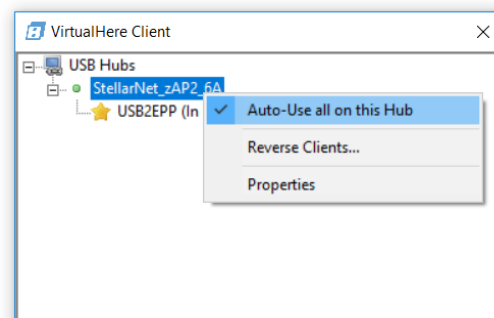 VirtualHere Client
USB Hubs
StellarNet_zAP2_6A
USB2EPP (In
Auto-Use all on this Hub
Reverse Clients...
Properties